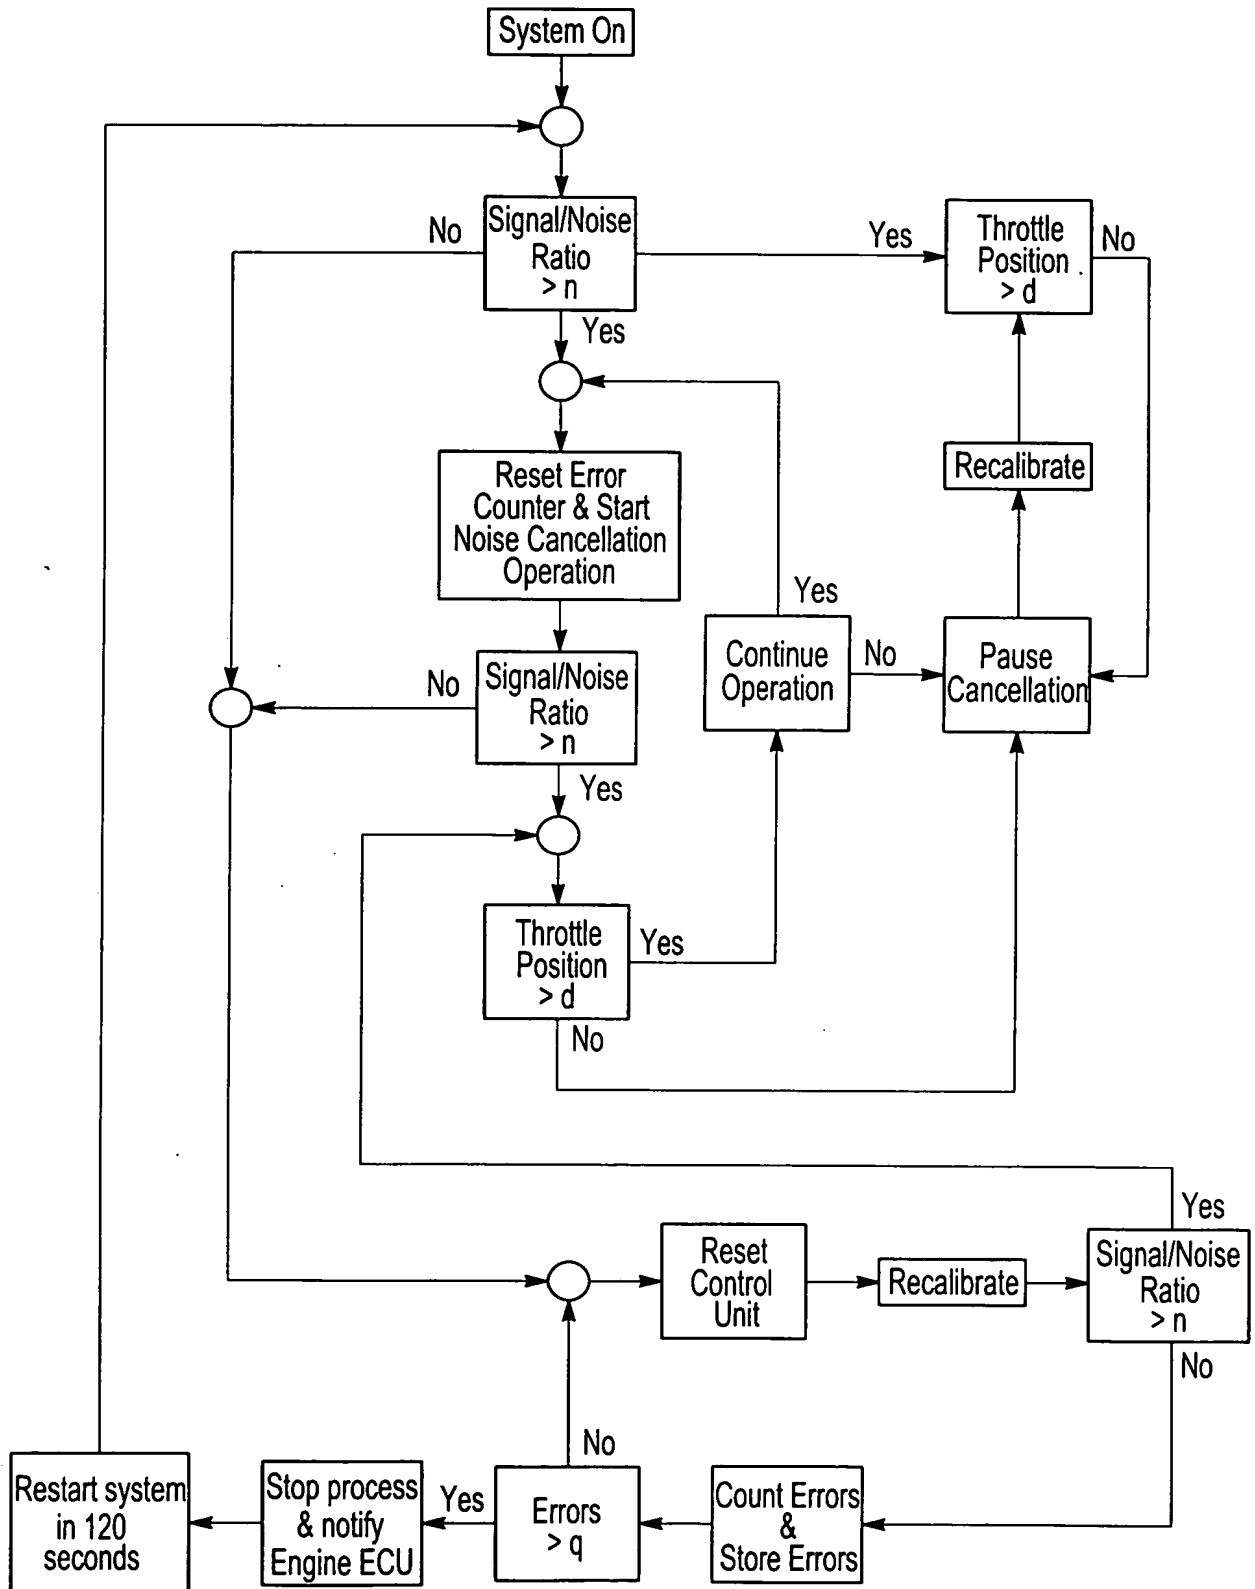 System On
No
Signal/Noise
Ratio
> n
Yes
Throttle
Position
> d
No
Yes
Recalibrate
Reset Error
Counter & Start
Noise Cancellation
Operation
Yes
Continue
Operation
No
Pause
Cancellation
No
Signal/Noise
Ratio
> n
Yes
Throttle
Position
> d
Yes
No
Yes
Reset
Control
Unit
Recalibrate
Signal/Noise
Ratio
> n
No
No
Restart system
in 120
seconds
Stop process
& notify
Engine ECU
Yes
Errors
> q
Count Errors
&
Store Errors